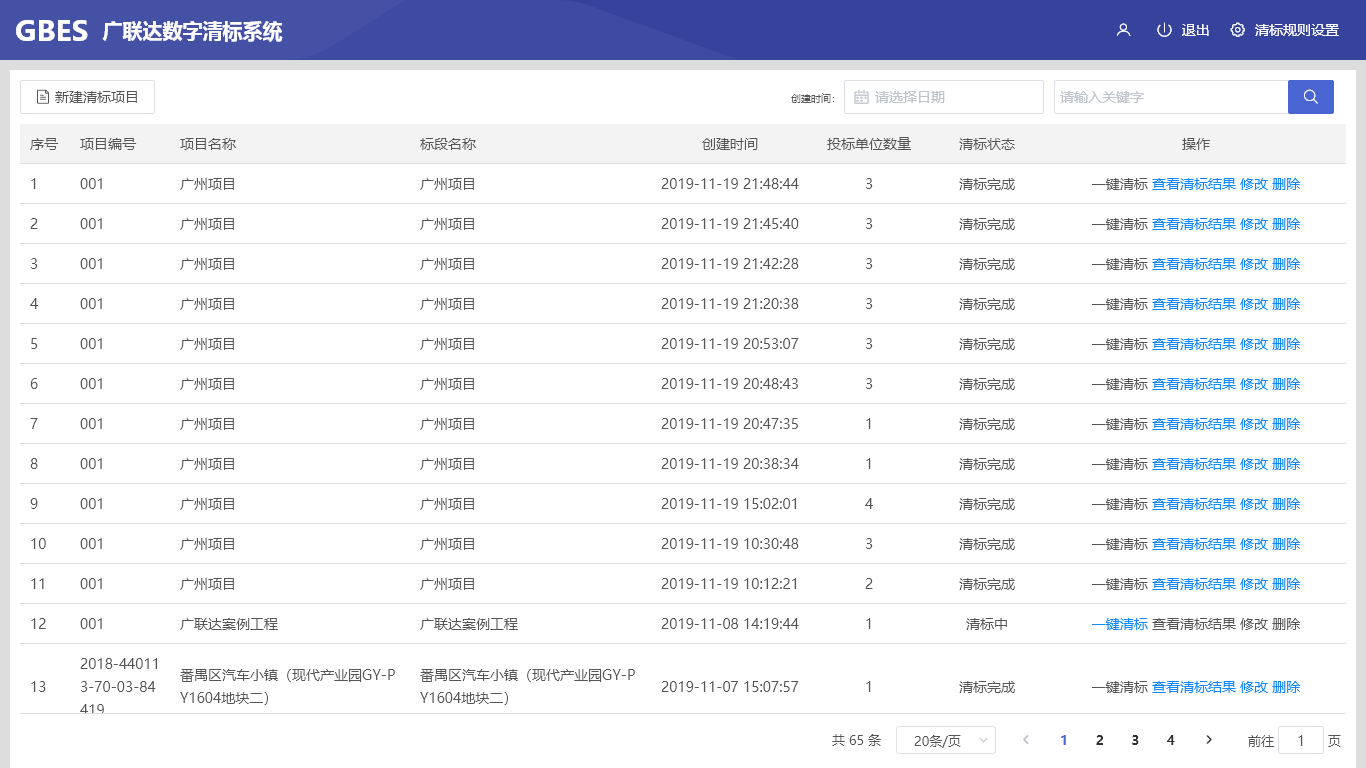 GBES 广联达数字清标系统 退出 清标规则设置
新建清标项目 创建时间: 请选择日期 请输入关键字
序号 项目编号 项目名称 标段名称 创建时间 投标单位数量 清标状态 操作
1 001 广州项目 广州项目 2019-11-19 21:48:44 3 清标完成 一键清标 查看清标结果 修改 删除
2 001 广州项目 广州项目 2019-11-19 21:45:40 3 清标完成 一键清标 查看清标结果 修改 删除
3 001 广州项目 广州项目 2019-11-19 21:42:28 3 清标完成 一键清标 查看清标结果 修改 删除
4 001 广州项目 广州项目 2019-11-19 21:20:38 3 清标完成 一键清标 查看清标结果 修改 删除
5 001 广州项目 广州项目 2019-11-19 20:53:07 3 清标完成 一键清标 查看清标结果 修改 删除
6 001 广州项目 广州项目 2019-11-19 20:48:43 3 清标完成 一键清标 查看清标结果 修改 删除
7 001 广州项目 广州项目 2019-11-19 20:47:35 1 清标完成 一键清标 查看清标结果 修改 删除
8 001 广州项目 广州项目 2019-11-19 20:38:34 1 清标完成 一键清标 查看清标结果 修改 删除
9 001 广州项目 广州项目 2019-11-19 15:02:01 4 清标完成 一键清标 查看清标结果 修改 删除
10 001 广州项目 广州项目 2019-11-19 10:30:48 3 清标完成 一键清标 查看清标结果 修改 删除
11 001 广州项目 广州项目 2019-11-19 10:12:21 2 清标完成 一键清标 查看清标结果 修改 删除
12 001 广联达案例工程 广联达案例工程 2019-11-08 14:19:44 1 清标中 一键清标 查看清标结果 修改 删除
2018-44011
13 3-70-03-84 番禺区汽车小镇（现代产业园GY-P 番禺区汽车小镇（现代产业园GY-P 2019-11-07 15:07:57 1 清标完成 一键清标 查看清标结果 修改 删除
419 Y1604地块二） Y1604地块二）
共 65 条 20条/页 1 2 3 4 前往 1 页